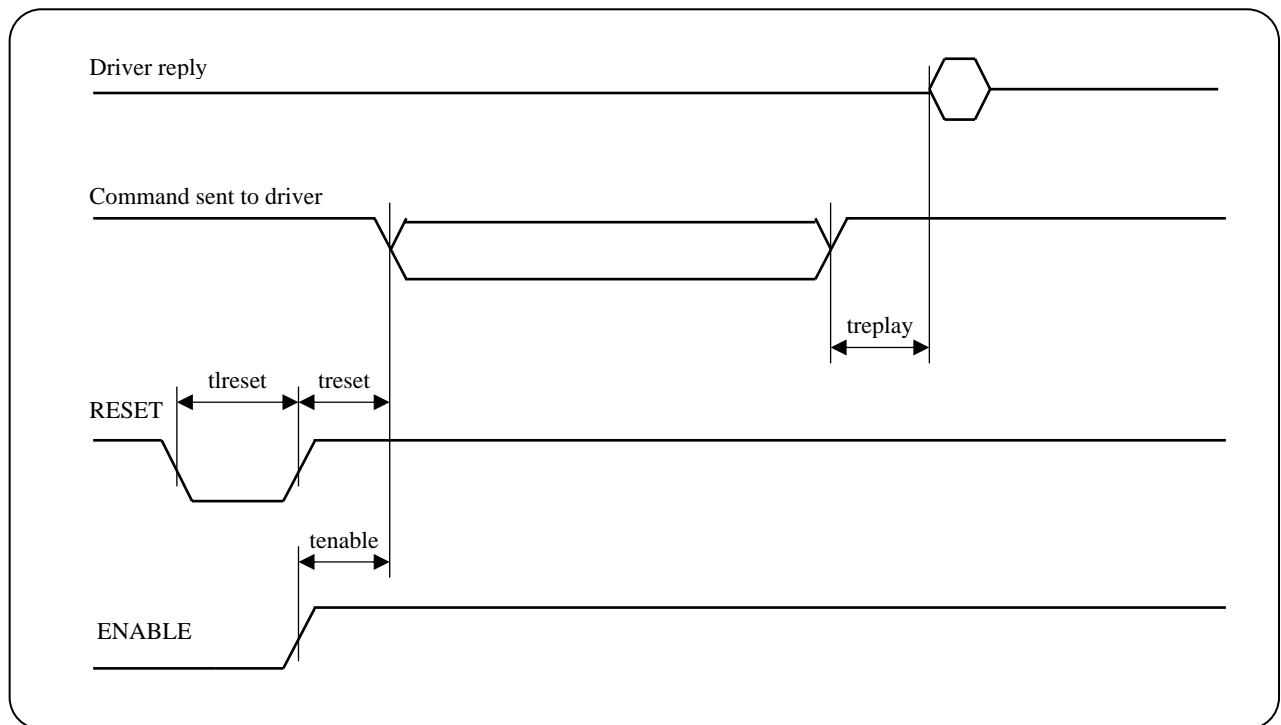 Driver reply
Command sent to driver
treplay
tlreset
treset
RESET
tenable
ENABLE